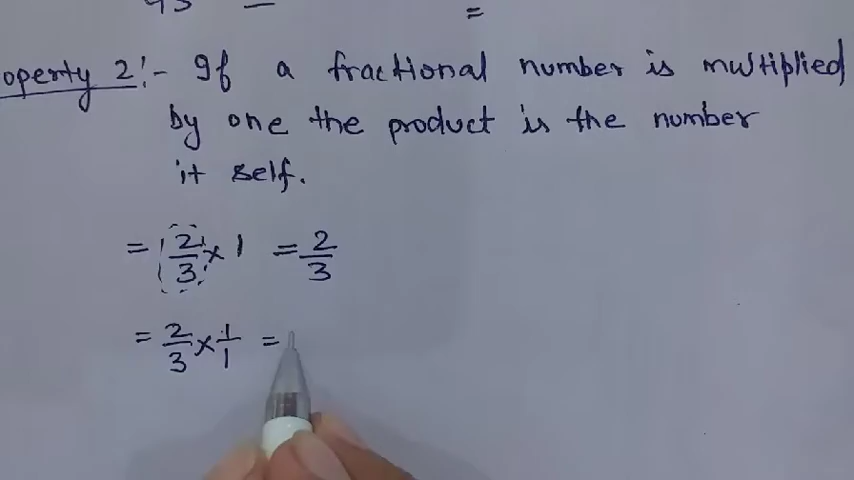 operty 2:- If a fractional number is multiplied
by one the product is the number
it self.
= 2/3 × 1 = 2/3
= 2/3 × 1/1 =